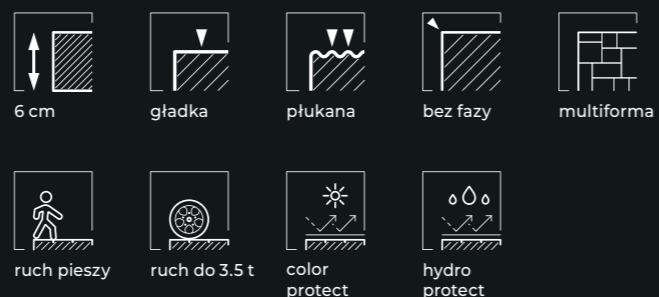 6 cm
gładka
płukana
bez fazy
multiforma
ruch pieszy
ruch do 3.5 t
color
protect
hydro
protect